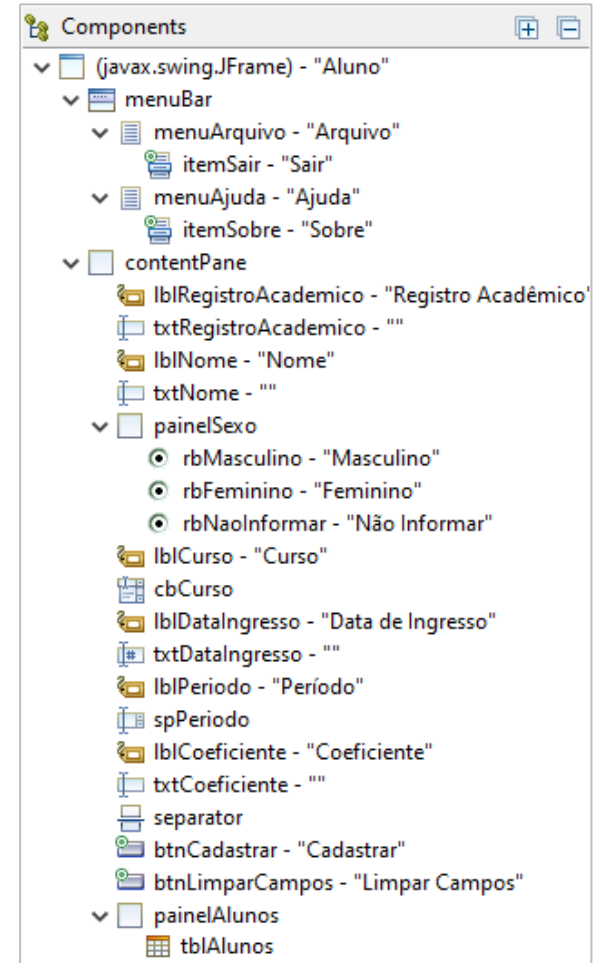 Components
(javax.swing.JFrame) - "Aluno"
menuBar
menuArquivo - "Arquivo"
itemSair - "Sair"
menuAjuda - "Ajuda"
itemSobre - "Sobre"
contentPane
lblRegistroAcademico - "Registro Acadêmico"
txtRegistroAcademico - ""
lblNome - "Nome"
txtNome - ""
painelSexo
rbMasculino - "Masculino"
rbFeminino - "Feminino"
rbNaoInformar - "Não Informar"
lblCurso - "Curso"
cbCurso
lblDataIngresso - "Data de Ingresso"
txtDataIngresso - ""
lblPeriodo - "Período"
spPeriodo
lblCoeficiente - "Coeficiente"
txtCoeficiente - ""
separator
btnCadastrar - "Cadastrar"
btnLimparCampos - "Limpar Campos"
painelAlunos
tblAlunos